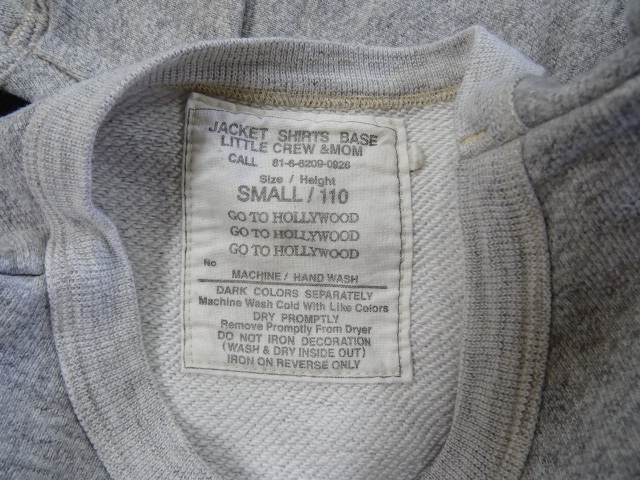 JACKET SHIRTS BASE
LITTLE CREW &MOM
CALL 81-6-6209-0926
Size / Height
SMALL / 110
GO TO HOLLYWOOD
GO TO HOLLYWOOD
GO TO HOLLYWOOD
No
MACHINE / HAND WASH
DARK COLORS SEPARATELY
Machine Wash Cold With Like Colors
DRY PROMPTLY
Remove Promptly From Dryer
DO NOT IRON DECORATION
(WASH & DRY INSIDE OUT)
IRON ON REVERSE ONLY